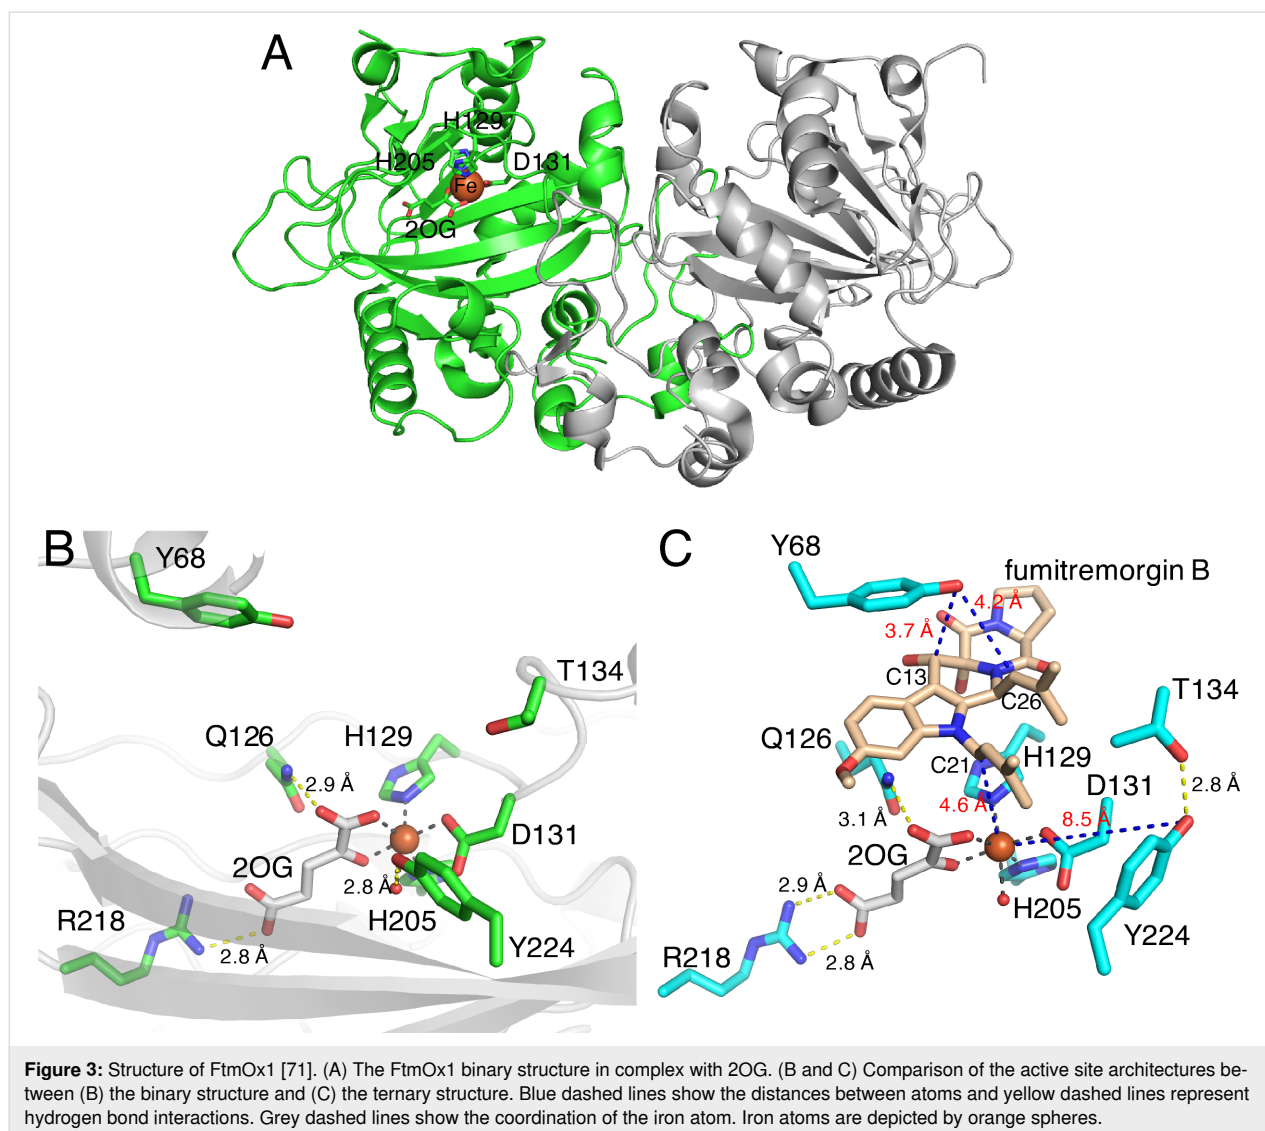 A
H129
H205
D131
Fe
2OG
B
Y68
T134
Q126
H129
2.9 Å
D131
2OG
2.8 Å
H205
R218
2.8 Å
Y224
C
Y68
fumitremorgin B
4.2 Å
3.7 Å
C13
C26
T134
Q126
C21
H129
D131
2.8 Å
4.6 Å
8.5 Å
3.1 Å
2OG
2.9 Å
H205
Y224
R218
2.8 Å
Figure 3: Structure of FtmOx1 [71]. (A) The FtmOx1 binary structure in complex with 2OG. (B and C) Comparison of the active site architectures be-
tween (B) the binary structure and (C) the ternary structure. Blue dashed lines show the distances between atoms and yellow dashed lines represent
hydrogen bond interactions. Grey dashed lines show the coordination of the iron atom. Iron atoms are depicted by orange spheres.